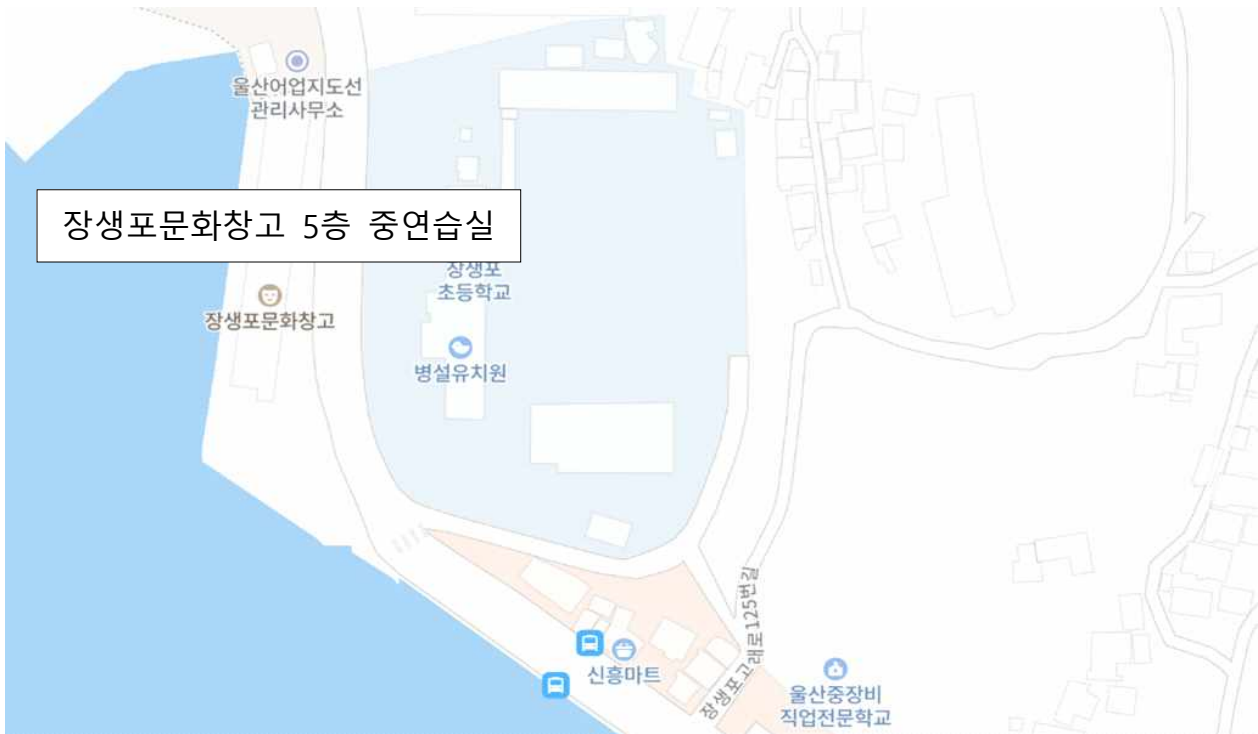 울산어업지도선
관리사무소
장생포문화창고 5층 중연습실
장생포
초등학교
장생포문화창고
병설유치원
장생포고래로125번길
신흥마트
울산중장비
직업전문학교